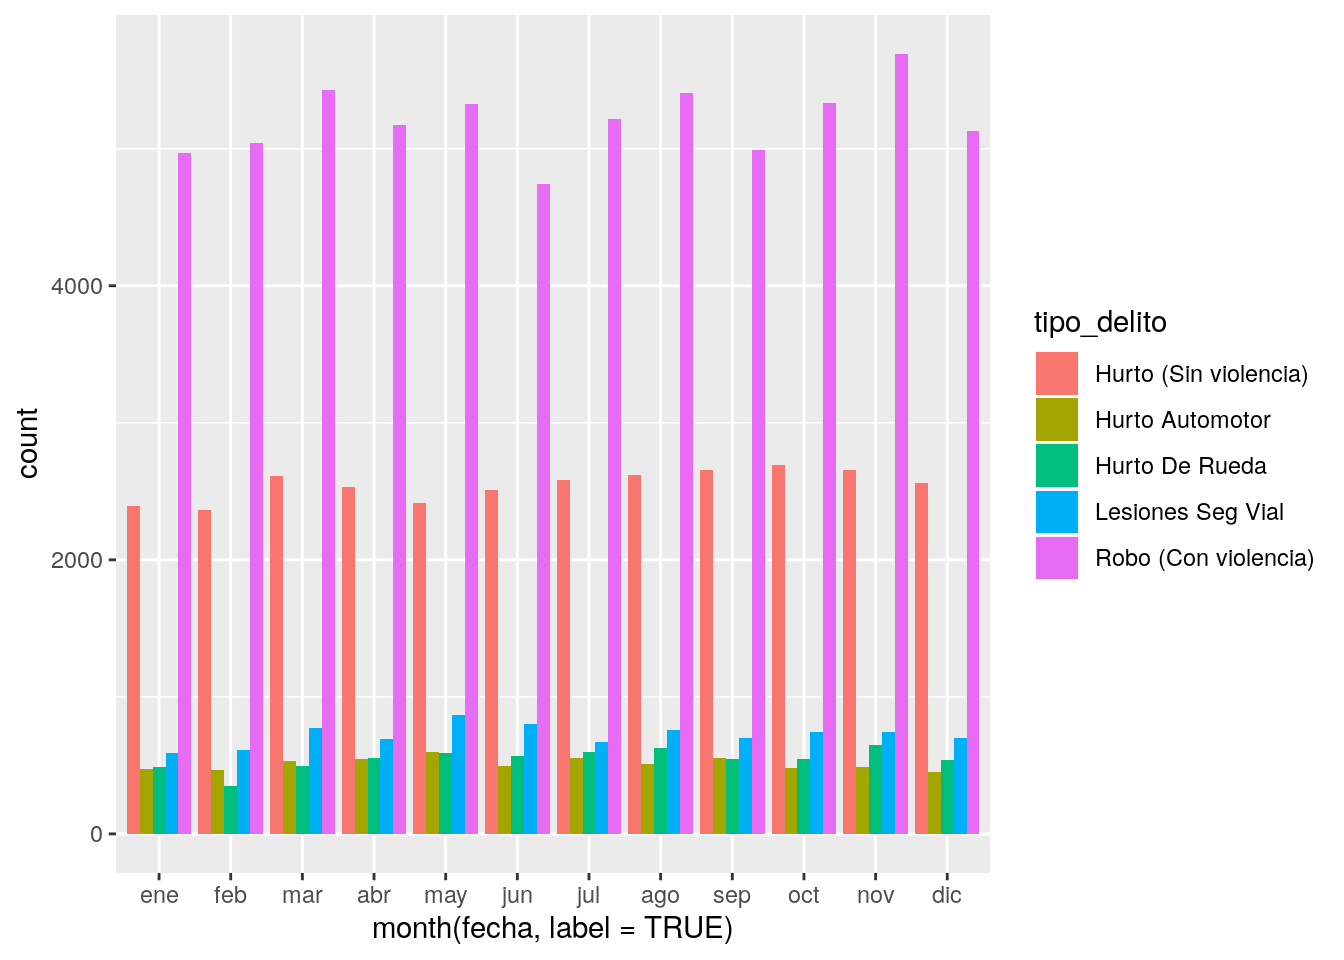 count
4000
2000
0
ene feb mar abr may jun jul ago sep oct nov dic
month(fecha, label = TRUE)
tipo_delito
Hurto (Sin violencia)
Hurto Automotor
Hurto De Rueda
Lesiones Seg Vial
Robo (Con violencia)